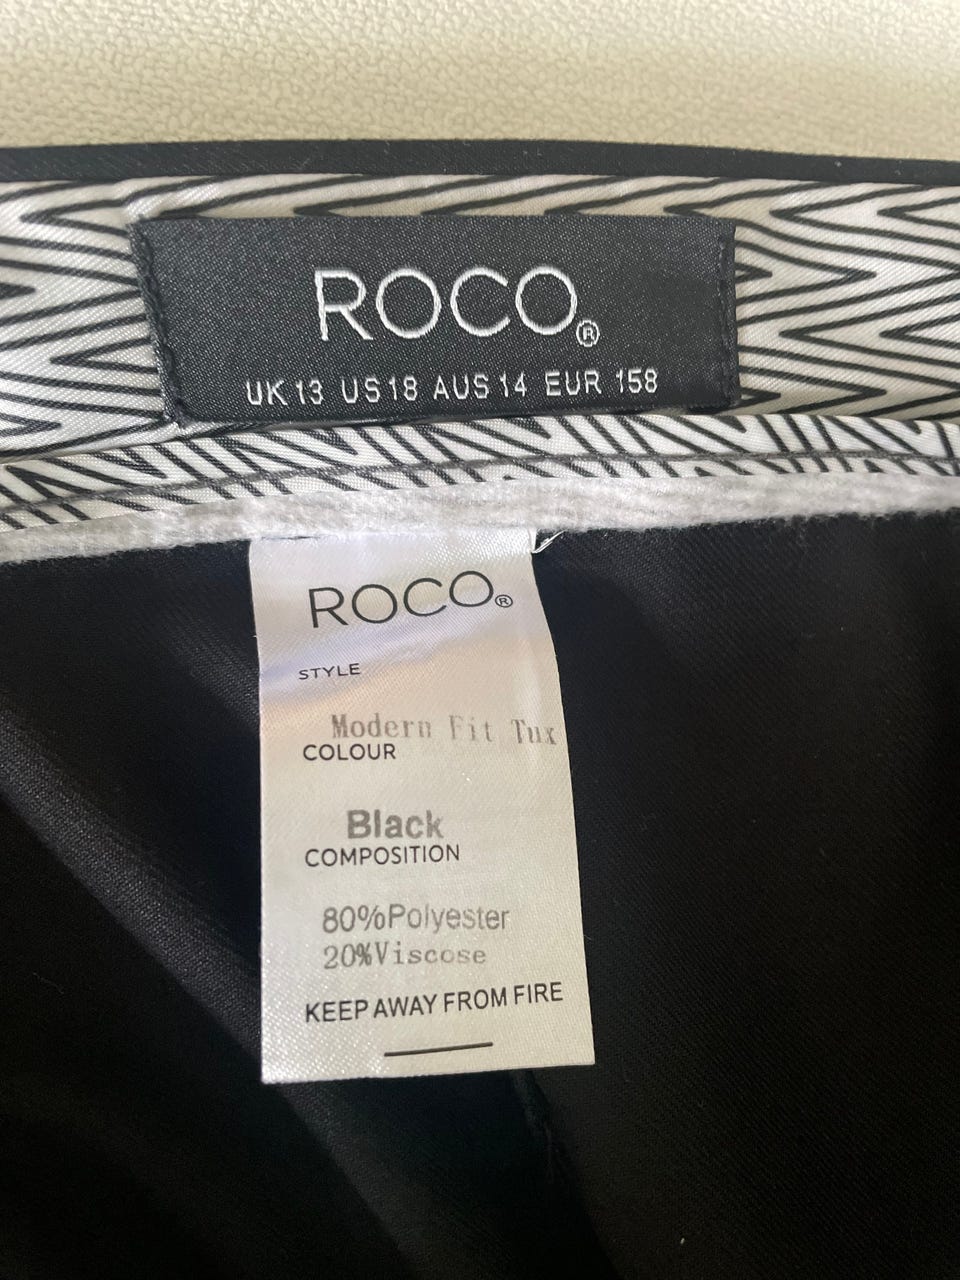 ROCO®
UK 13 US 18 AUS 14 EUR 158
ROCO®
STYLE
Modern Fit Tux
COLOUR
Black
COMPOSITION
80%Polyester
20%Viscose
KEEP AWAY FROM FIRE